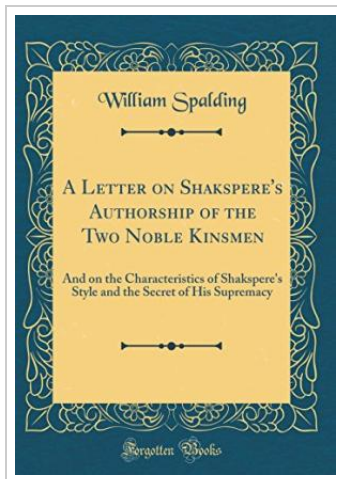 William Spalding
A Letter on Shakspere's
Authorship of the
Two Noble Kinsmen
And on the Characteristics of Shakspere's
Style and the Secret of His Supremacy
Forgotten Books